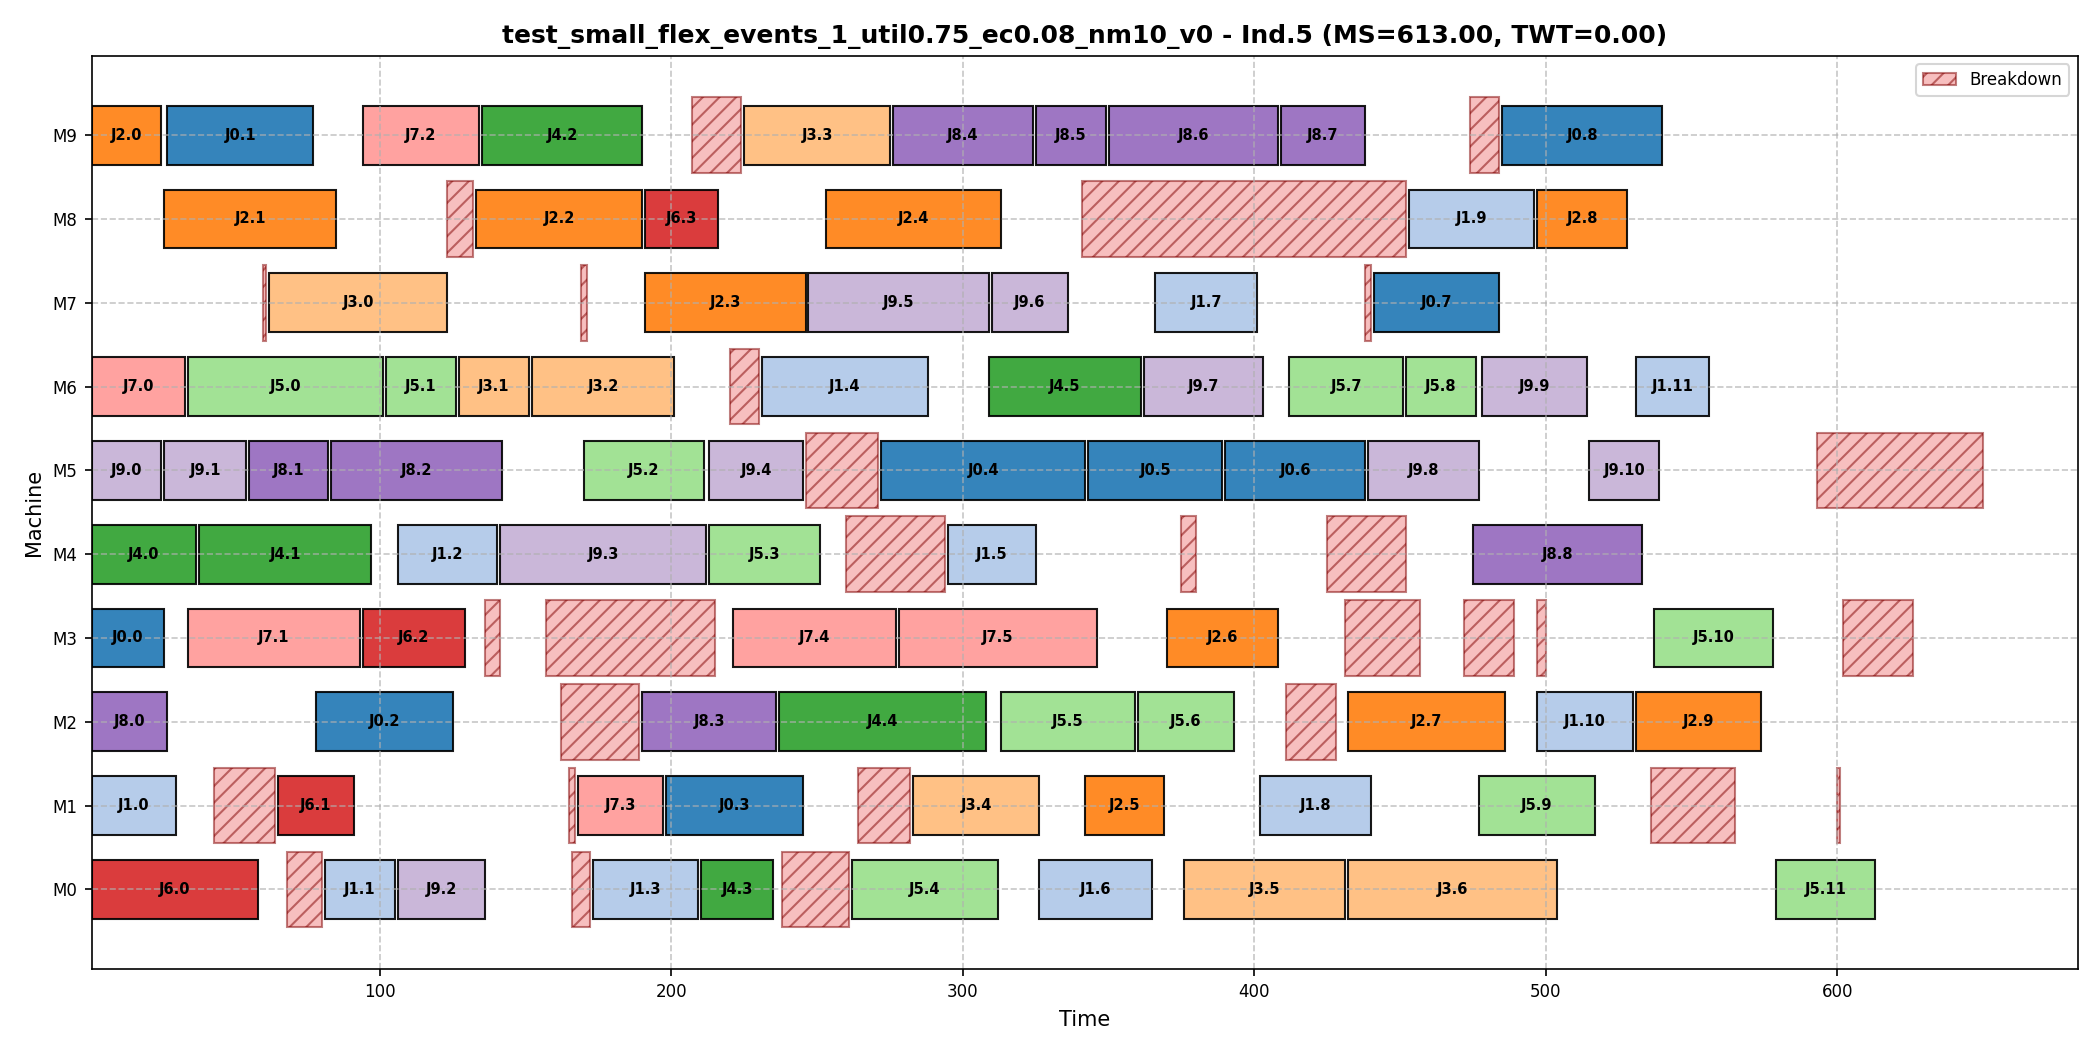 test_small_flex_events_1_util0.75_ec0.08_nm10_v0 - Ind.5 (MS=613.00, TWT=0.00)
Breakdown
M9 J2.0 J0.1 J7.2 J4.2 J3.3 J8.4 J8.5 J8.6 J8.7 J0.8
M8 J2.1 J2.2 J6.3 J2.4 J1.9 J2.8
M7 J3.0 J2.3 J9.5 J9.6 J1.7 J0.7
M6 J7.0 J5.0 J5.1 J3.1 J3.2 J1.4 J4.5 J9.7 J5.7 J5.8 J9.9 J1.11
M5 J9.0 J9.1 J8.1 J8.2 J5.2 J9.4 J0.4 J0.5 J0.6 J9.8 J9.10
M4 J4.0 J4.1 J1.2 J9.3 J5.3 J1.5 J8.8
M3 J0.0 J7.1 J6.2 J7.4 J7.5 J2.6 J5.10
M2 J8.0 J0.2 J8.3 J4.4 J5.5 J5.6 J2.7 J1.10 J2.9
M1 J1.0 J6.1 J7.3 J0.3 J3.4 J2.5 J1.8 J5.9
M0 J6.0 J1.1 J9.2 J1.3 J4.3 J5.4 J1.6 J3.5 J3.6 J5.11
Machine
100 200 300 400 500 600
Time